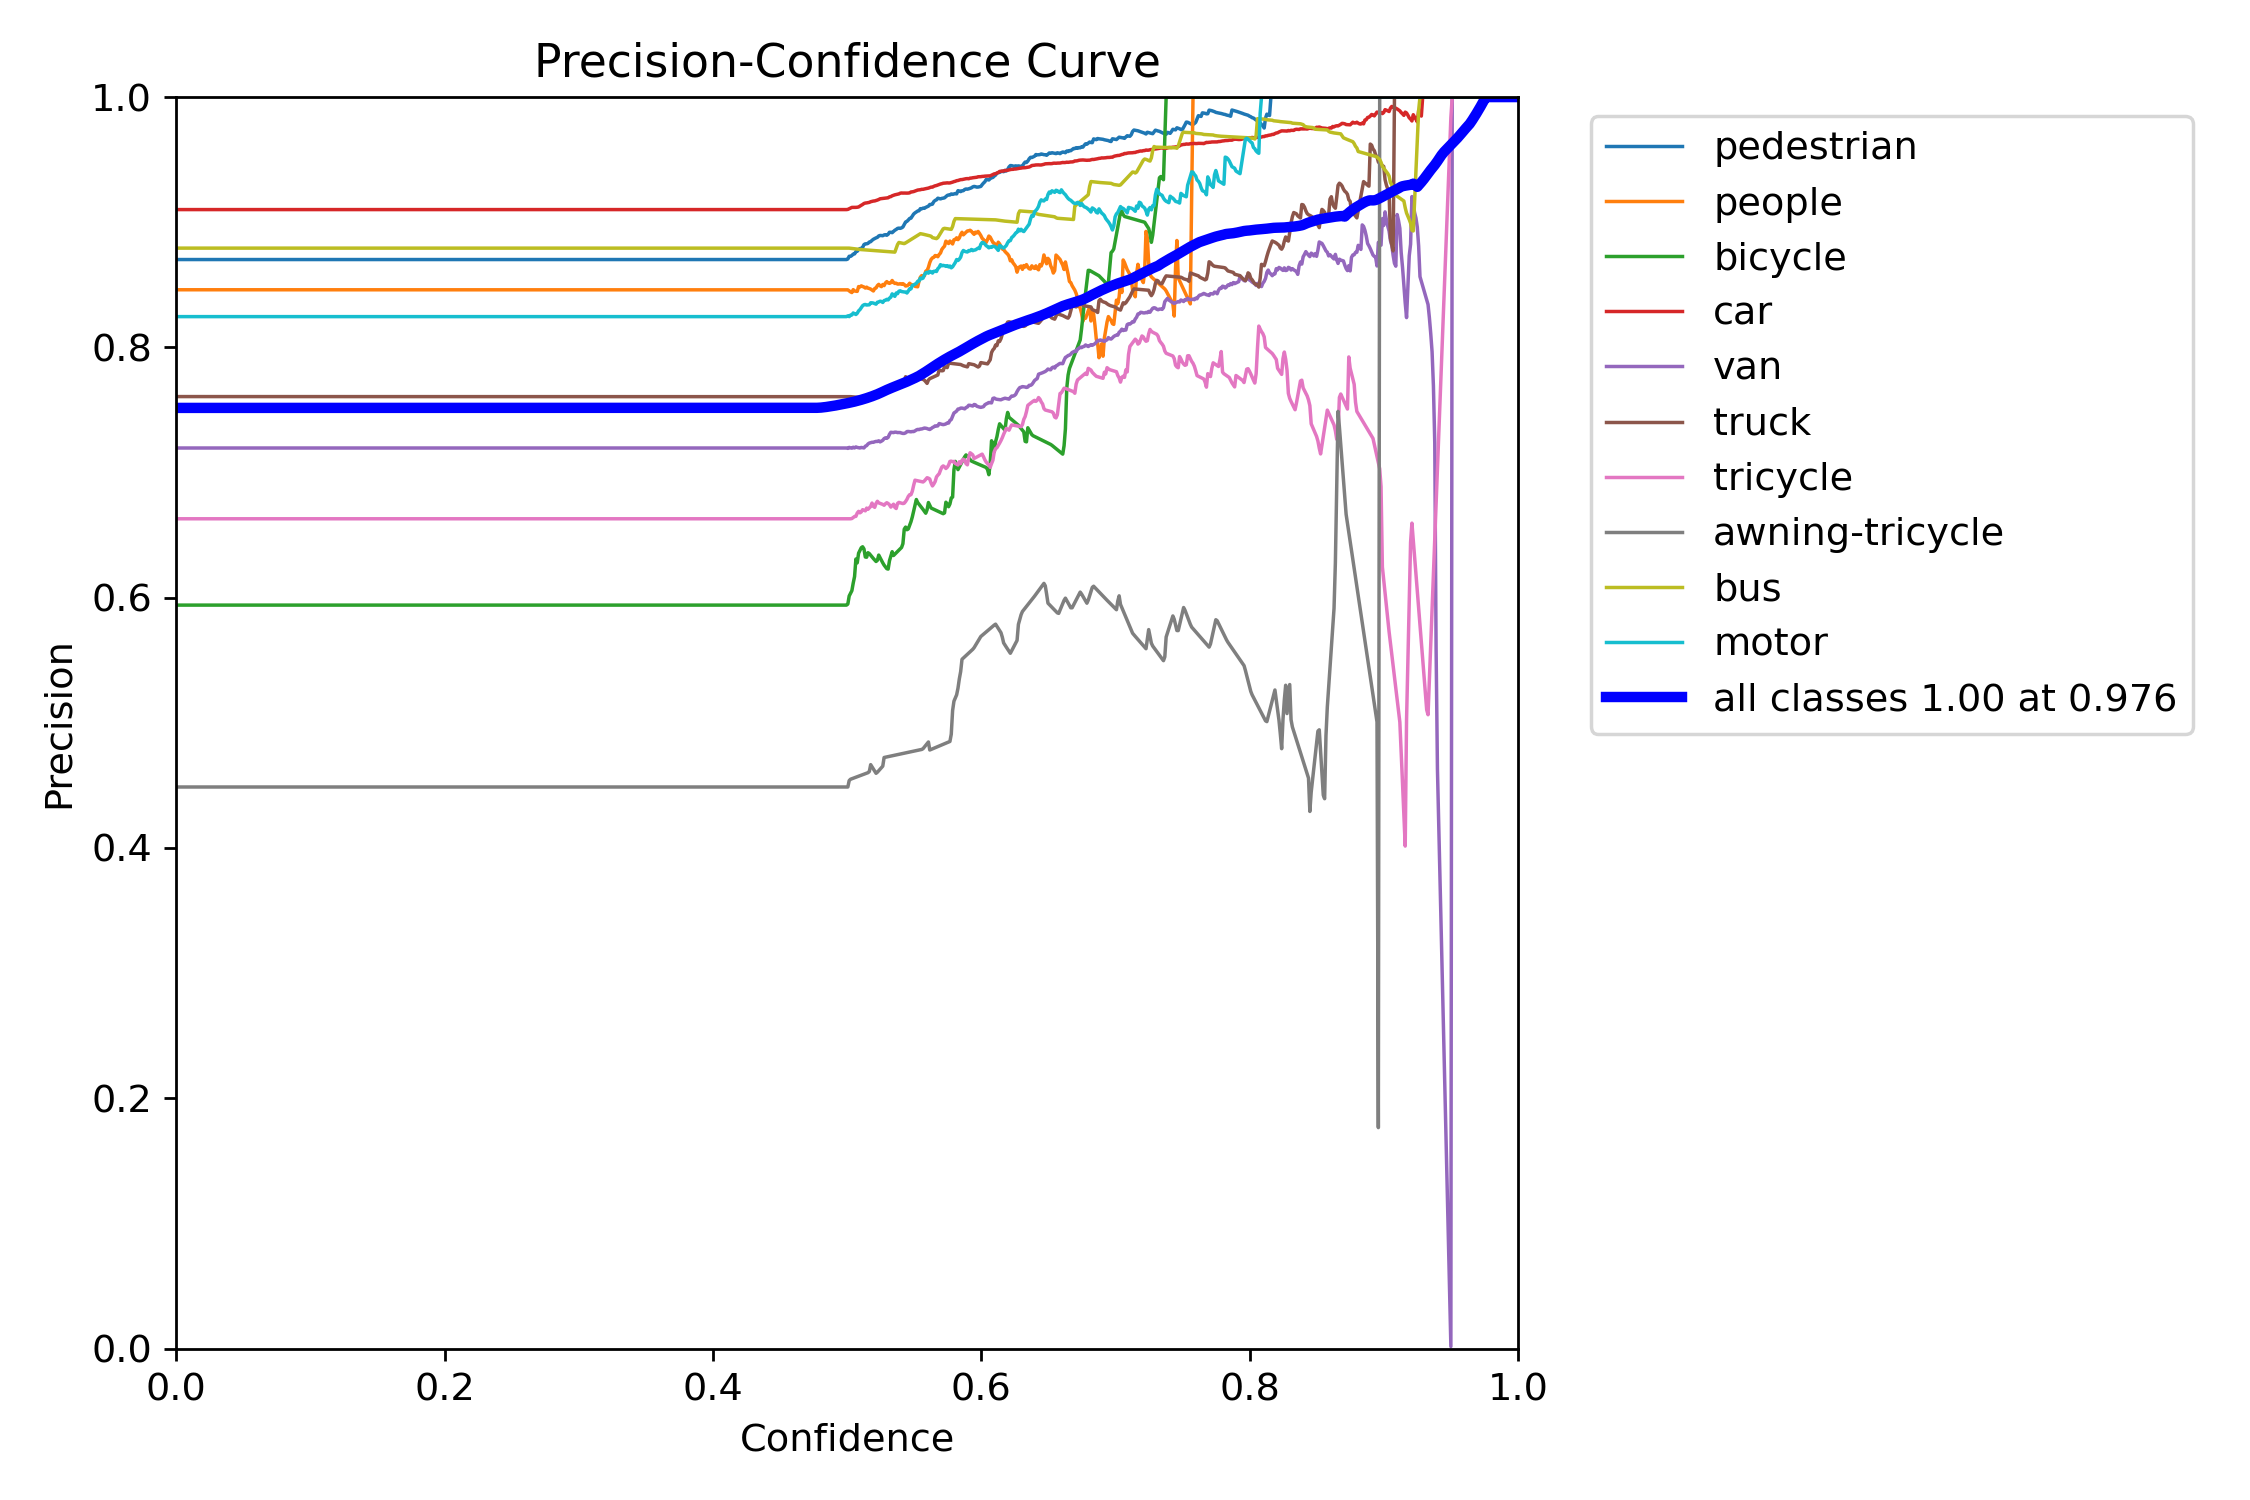 Precision-Confidence Curve
1.0
0.8
0.6
0.4
0.2
0.0
Precision
0.0 0.2 0.4 0.6 0.8 1.0
Confidence
pedestrian
people
bicycle
car
van
truck
tricycle
awning-tricycle
bus
motor
all classes 1.00 at 0.976